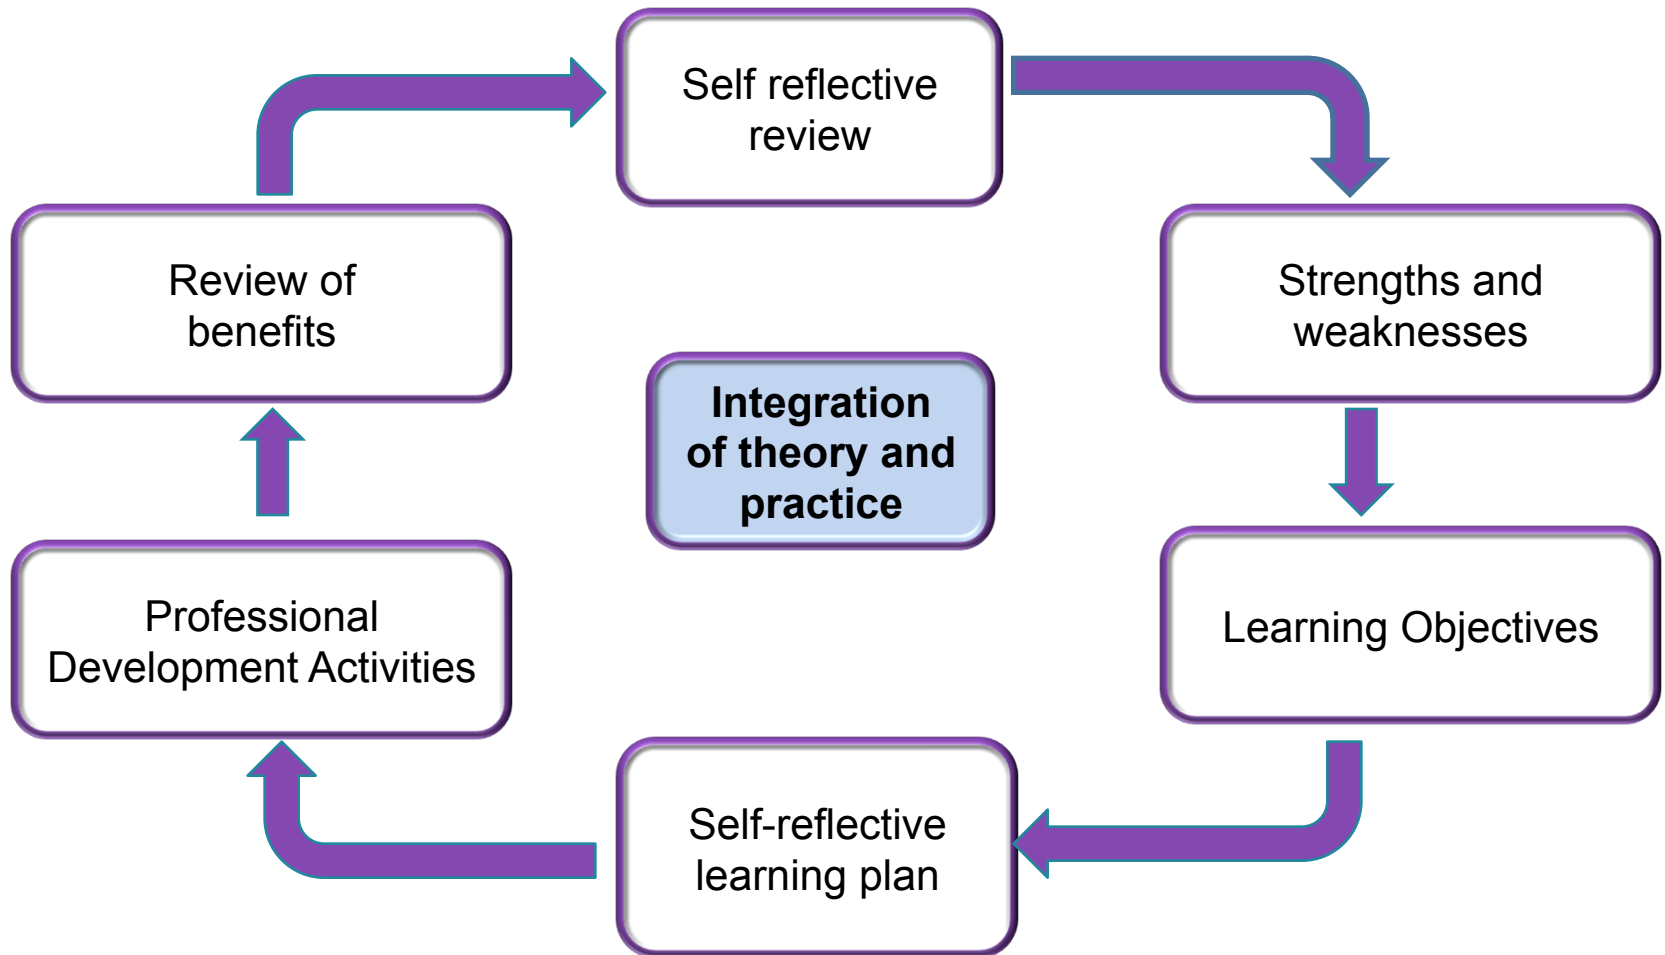 Self reflective
review
Review of
benefits
Strengths and
weaknesses
Integration
of theory and
practice
Professional
Development Activities
Learning Objectives
Self-reflective
learning plan